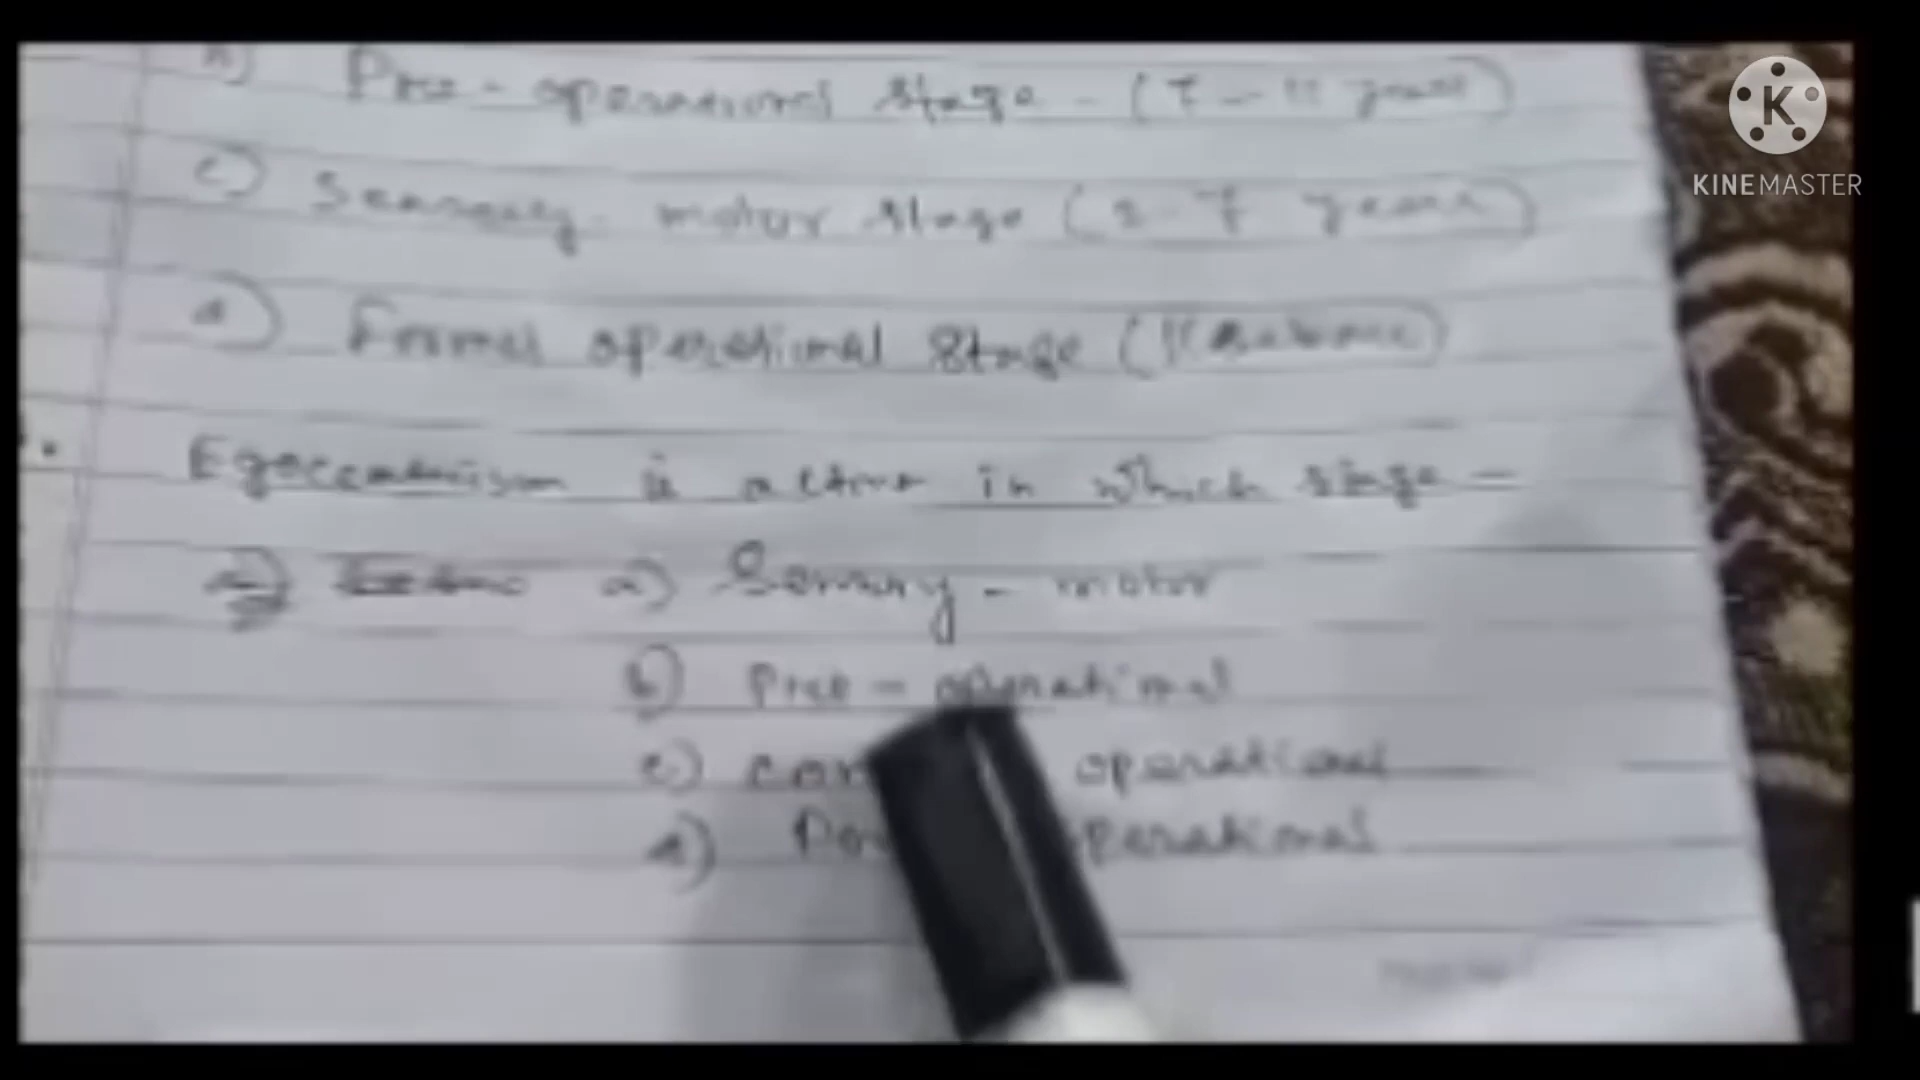 b) Pre-operational stage - (7-11 years)
KINEMASTER
c) Sensory-motor stage (2-7 years)
d) Formal operational stage (11
Egocentrism is active in which stage-
a) Sensory-motor
b) Pre-operational
c) con operational
d) operational